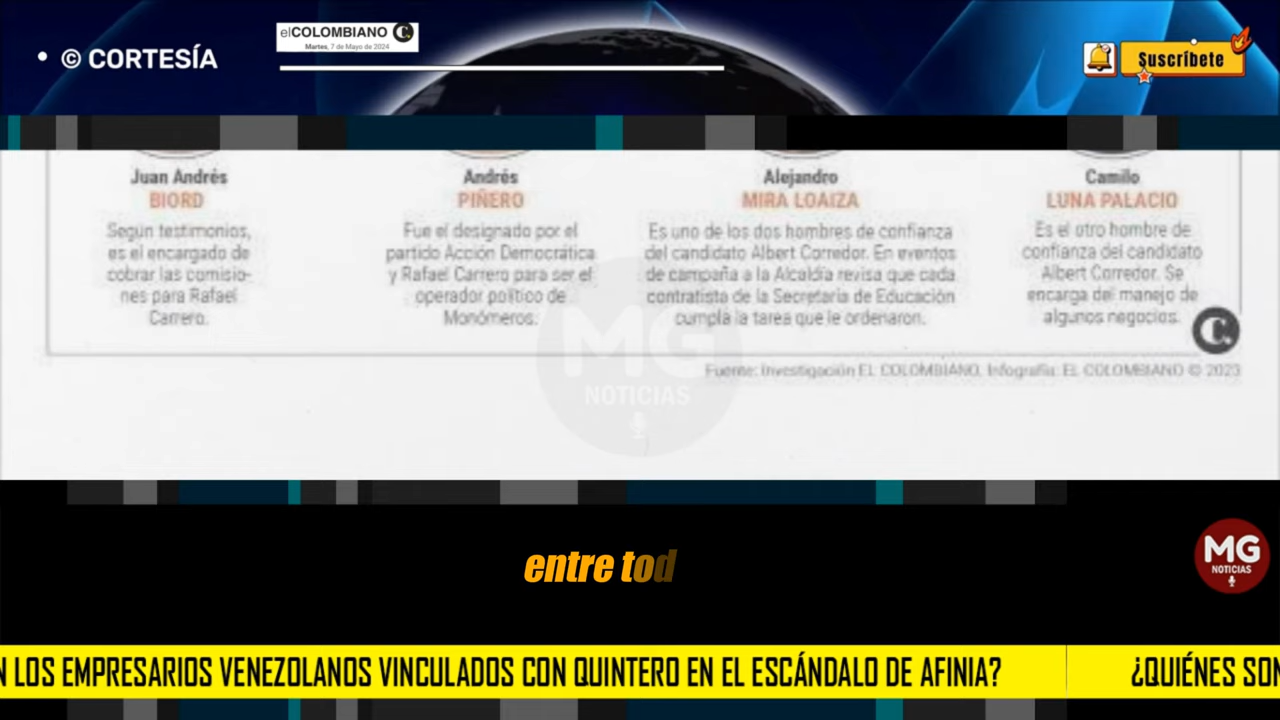 • © CORTESÍA
elCOLOMBIANO C
Martes, 7 de Mayo de 2024
Suscríbete
Juan Andrés
BIORD
Según testimonios,
es el encargado de
cobrar las comisio-
nes para Rafael
Carrero.
Andrés
PIÑERO
Fue el designado por el
partido Acción Democrática
y Rafael Carrero para ser el
operador político de
Monómeros.
Alejandro
MIRA LOAIZA
Es uno de los dos hombres de confianza
del candidato Albert Corredor. En eventos
de campaña a la Alcaldía revisa que cada
contratista de la Secretaría de Educación
cumpla la tarea que le ordenaron.
Camilo
LUNA PALACIO
Es el otro hombre de
confianza del candidato
Albert Corredor. Se
encarga del manejo de
algunos negocios.
C
Fuente: Investigación EL COLOMBIANO. Infografía: EL COLOMBIANO © 2023
MG
NOTICIAS
entre tod
MG
NOTICIAS
N LOS EMPRESARIOS VENEZOLANOS VINCULADOS CON QUINTERO EN EL ESCÁNDALO DE AFINIA? ¿QUIÉNES SON